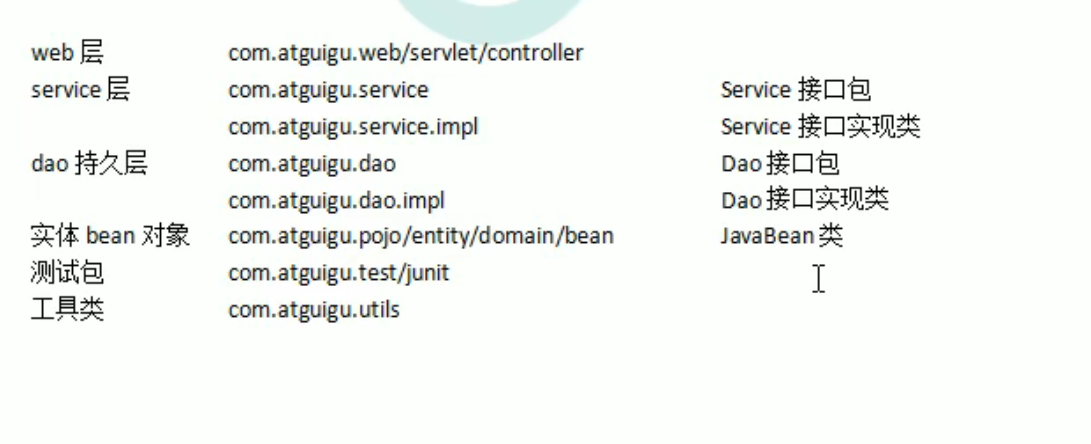 web 层 com.atguigu.web/servlet/controller
service 层 com.atguigu.service Service 接口包
com.atguigu.service.impl Service 接口实现类
dao 持久层 com.atguigu.dao Dao 接口包
com.atguigu.dao.impl Dao 接口实现类
实体 bean 对象 com.atguigu.pojo/entity/domain/bean JavaBean 类
测试包 com.atguigu.test/junit
工具类 com.atguigu.utils